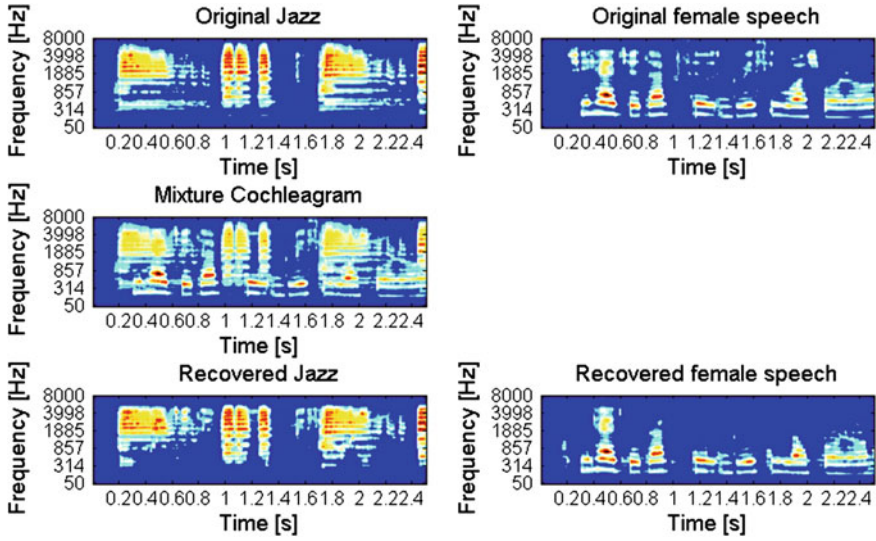 Original Jazz
Frequency [Hz]
8000
3998
1885
857
314
50
0.20.40.60.8 1 1.21.41.61.8 2 2.22.4
Time [s]
Original female speech
Frequency [Hz]
8000
3998
1885
857
314
50
0.20.40.60.8 1 1.21.41.61.8 2 2.22.4
Time [s]
Mixture Cochleagram
Frequency [Hz]
8000
3998
1885
857
314
50
0.20.40.60.8 1 1.21.41.61.8 2 2.22.4
Time [s]
Recovered Jazz
Frequency [Hz]
8000
3998
1885
857
314
50
0.20.40.60.8 1 1.21.41.61.8 2 2.22.4
Time [s]
Recovered female speech
Frequency [Hz]
8000
3998
1885
857
314
50
0.20.40.60.8 1 1.21.41.61.8 2 2.22.4
Time [s]